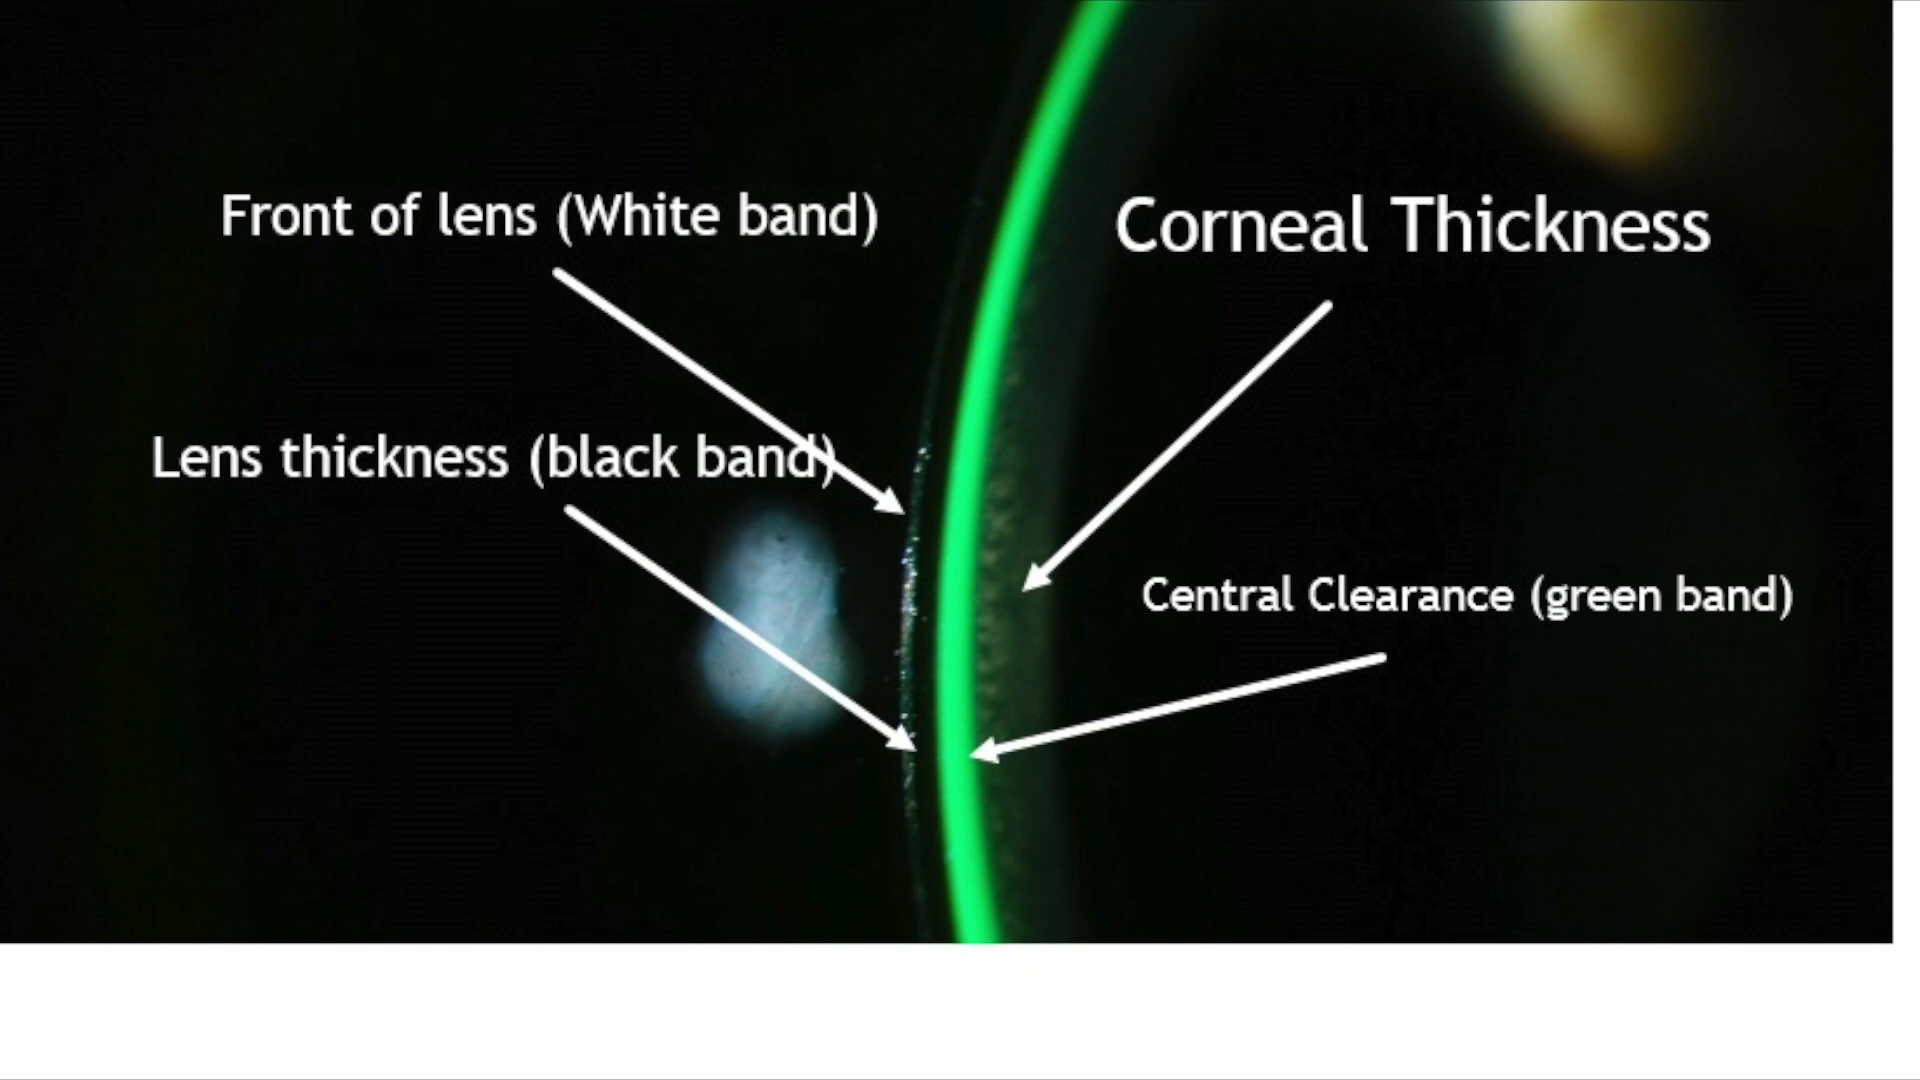 Front of lens (White band)
Corneal Thickness
Lens thickness (black band)
Central Clearance (green band)